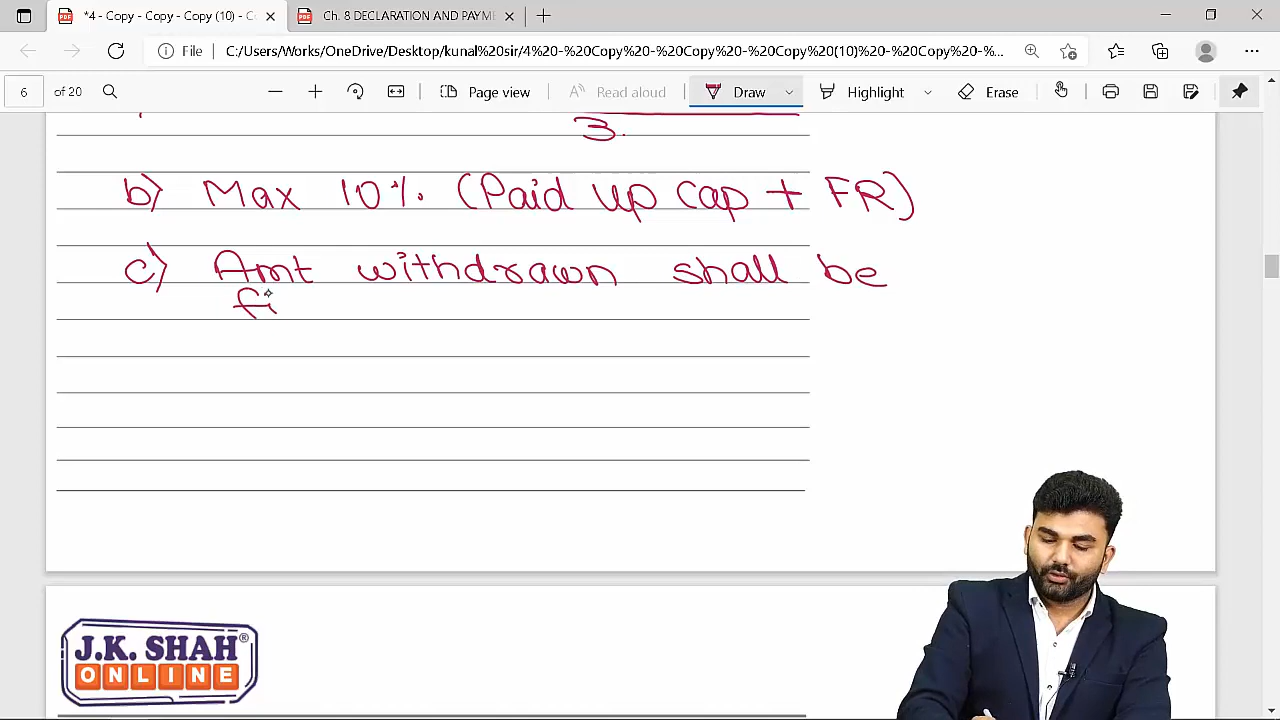 *4 - Copy - Copy - Copy (10) - C
Ch. 8 DECLARATION AND PAYM
File C:/Users/Works/OneDrive/Desktop/kunal%20sir/4%20-%20Copy%20-%20Copy%20-%20Copy%20(10)%20-%20Copy%20-%...
6 of 20 Page view Read aloud Draw Highlight Erase
3.
b) Max 10%. (Paid up cap + FR)
c) Amt withdrawn shall be
fi
J.K. SHAH®
ONLINE